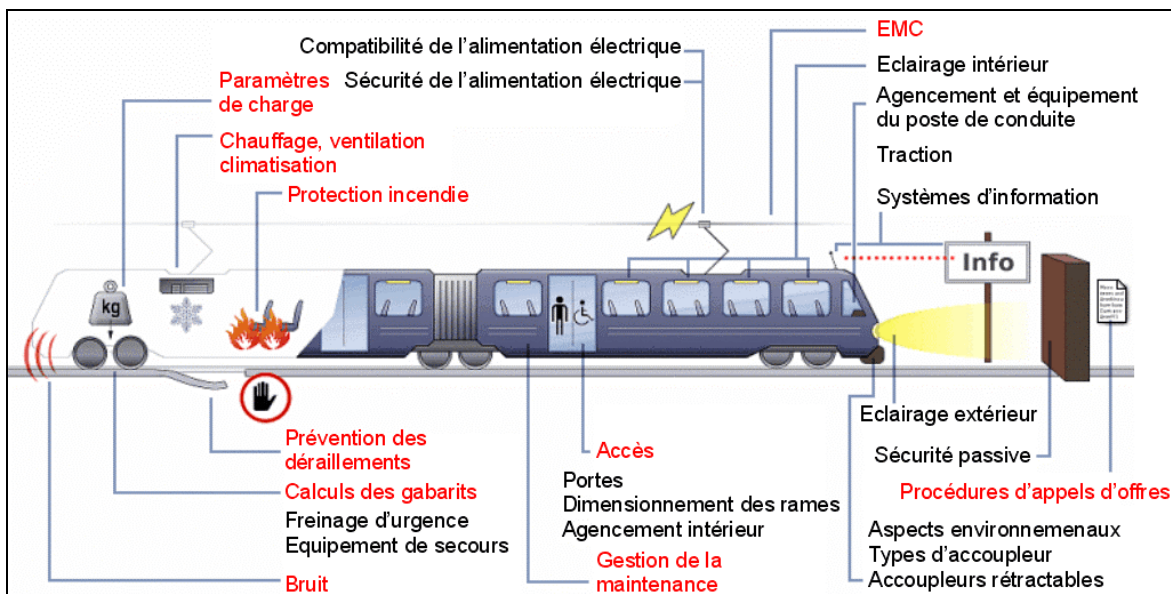 Compatibilité de l'alimentation électrique
Sécurité de l'alimentation électrique
EMC
Eclairage intérieur
Agencement et équipement
du poste de conduite
Traction
Systèmes d'information
Paramètres
de charge
Chauffage, ventilation
climatisation
Protection incendie
kg
Info
Prévention des
déraillements
Calculs des gabarits
Freinage d'urgence
Equipement de secours
Bruit
Accès
Portes
Dimensionnement des rames
Agencement intérieur
Gestion de la
maintenance
Eclairage extérieur
Sécurité passive
Procédures d'appels d'offres
Aspects environnemenaux
Types d'accoupleur
Accoupleurs rétractables